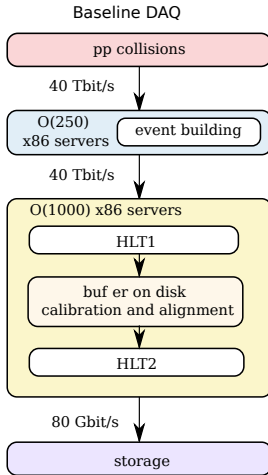 Baseline DAQ
pp collisions
40 Tbit/s
O(250)
x86 servers
event building
40 Tbit/s
O(1000) x86 servers
HLT1
buf er on disk
calibration and alignment
HLT2
80 Gbit/s
storage